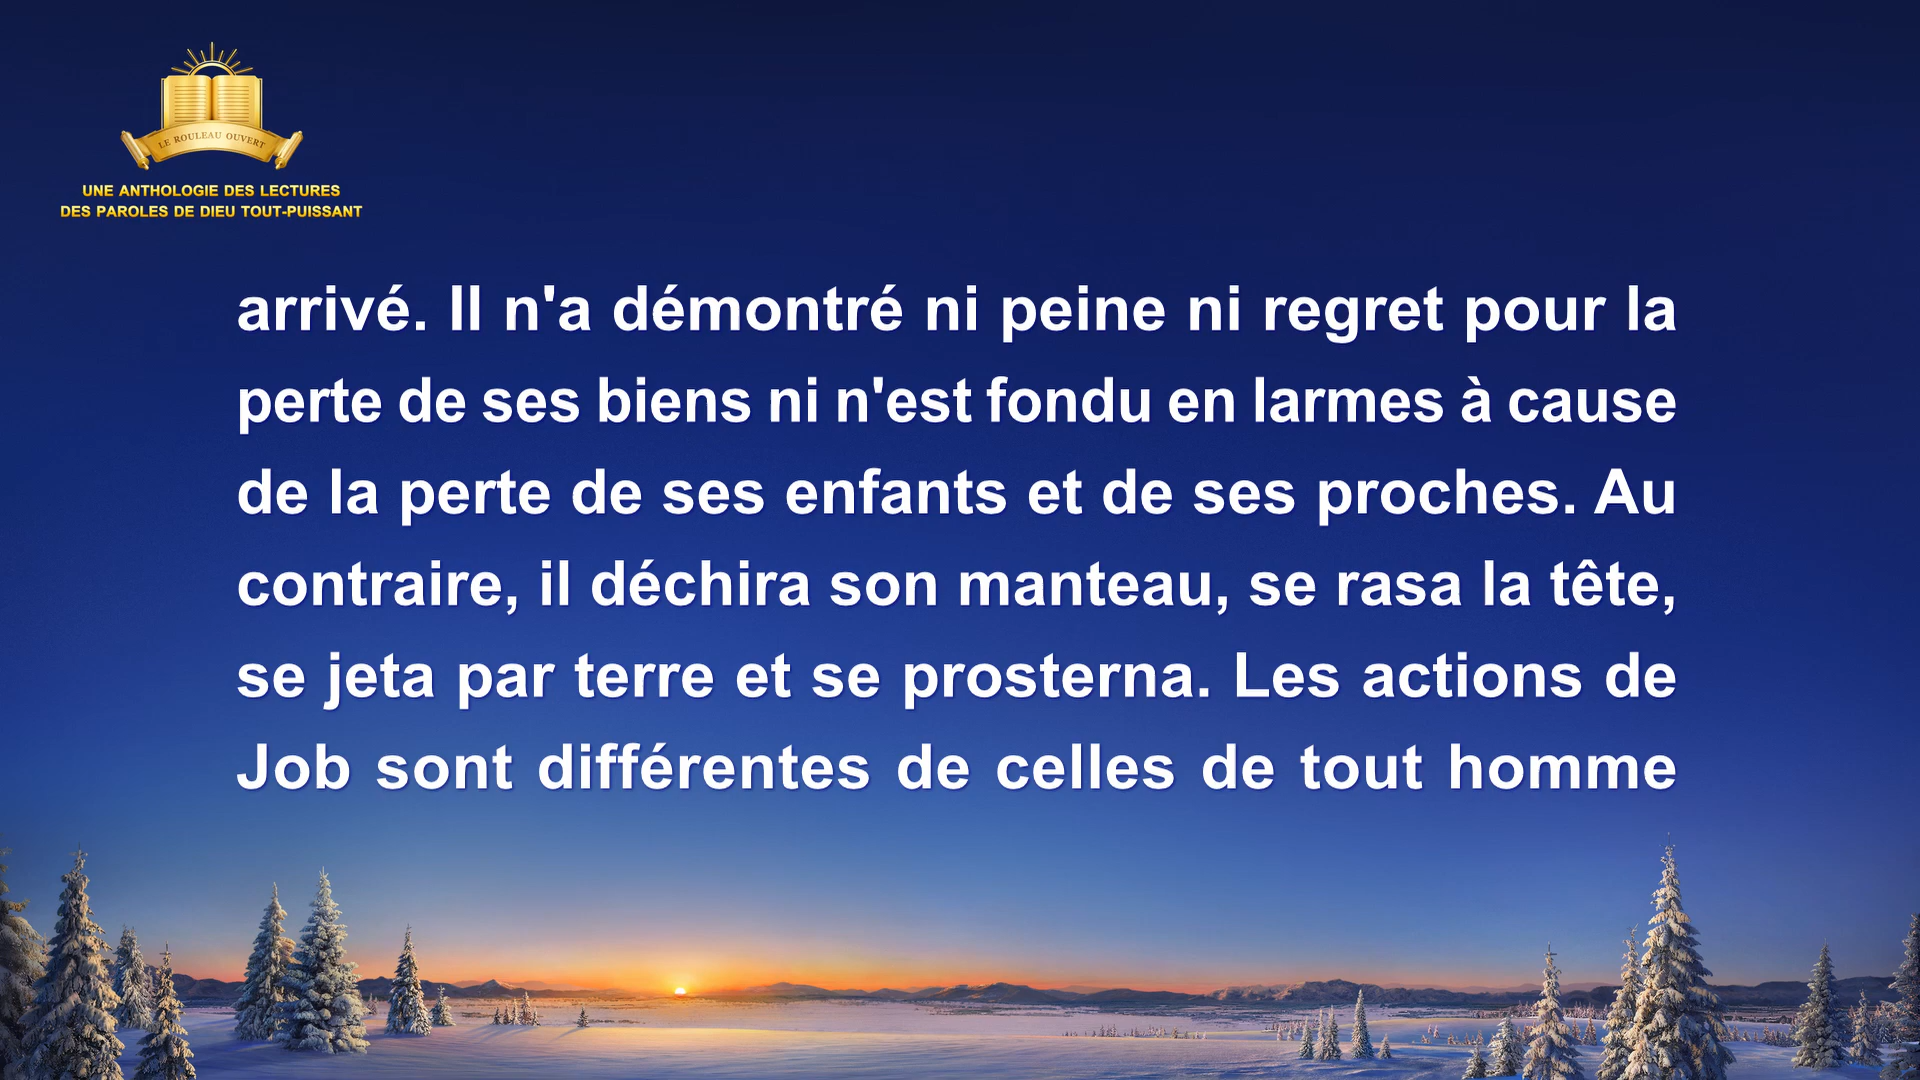 LE ROULEAU OUVERT
UNE ANTHOLOGIE DES LECTURES
DES PAROLES DE DIEU TOUT-PUISSANT
arrivé. Il n'a démontré ni peine ni regret pour la
perte de ses biens ni n'est fondu en larmes à cause
de la perte de ses enfants et de ses proches. Au
contraire, il déchira son manteau, se rasa la tête,
se jeta par terre et se prosterna. Les actions de
Job sont différentes de celles de tout homme